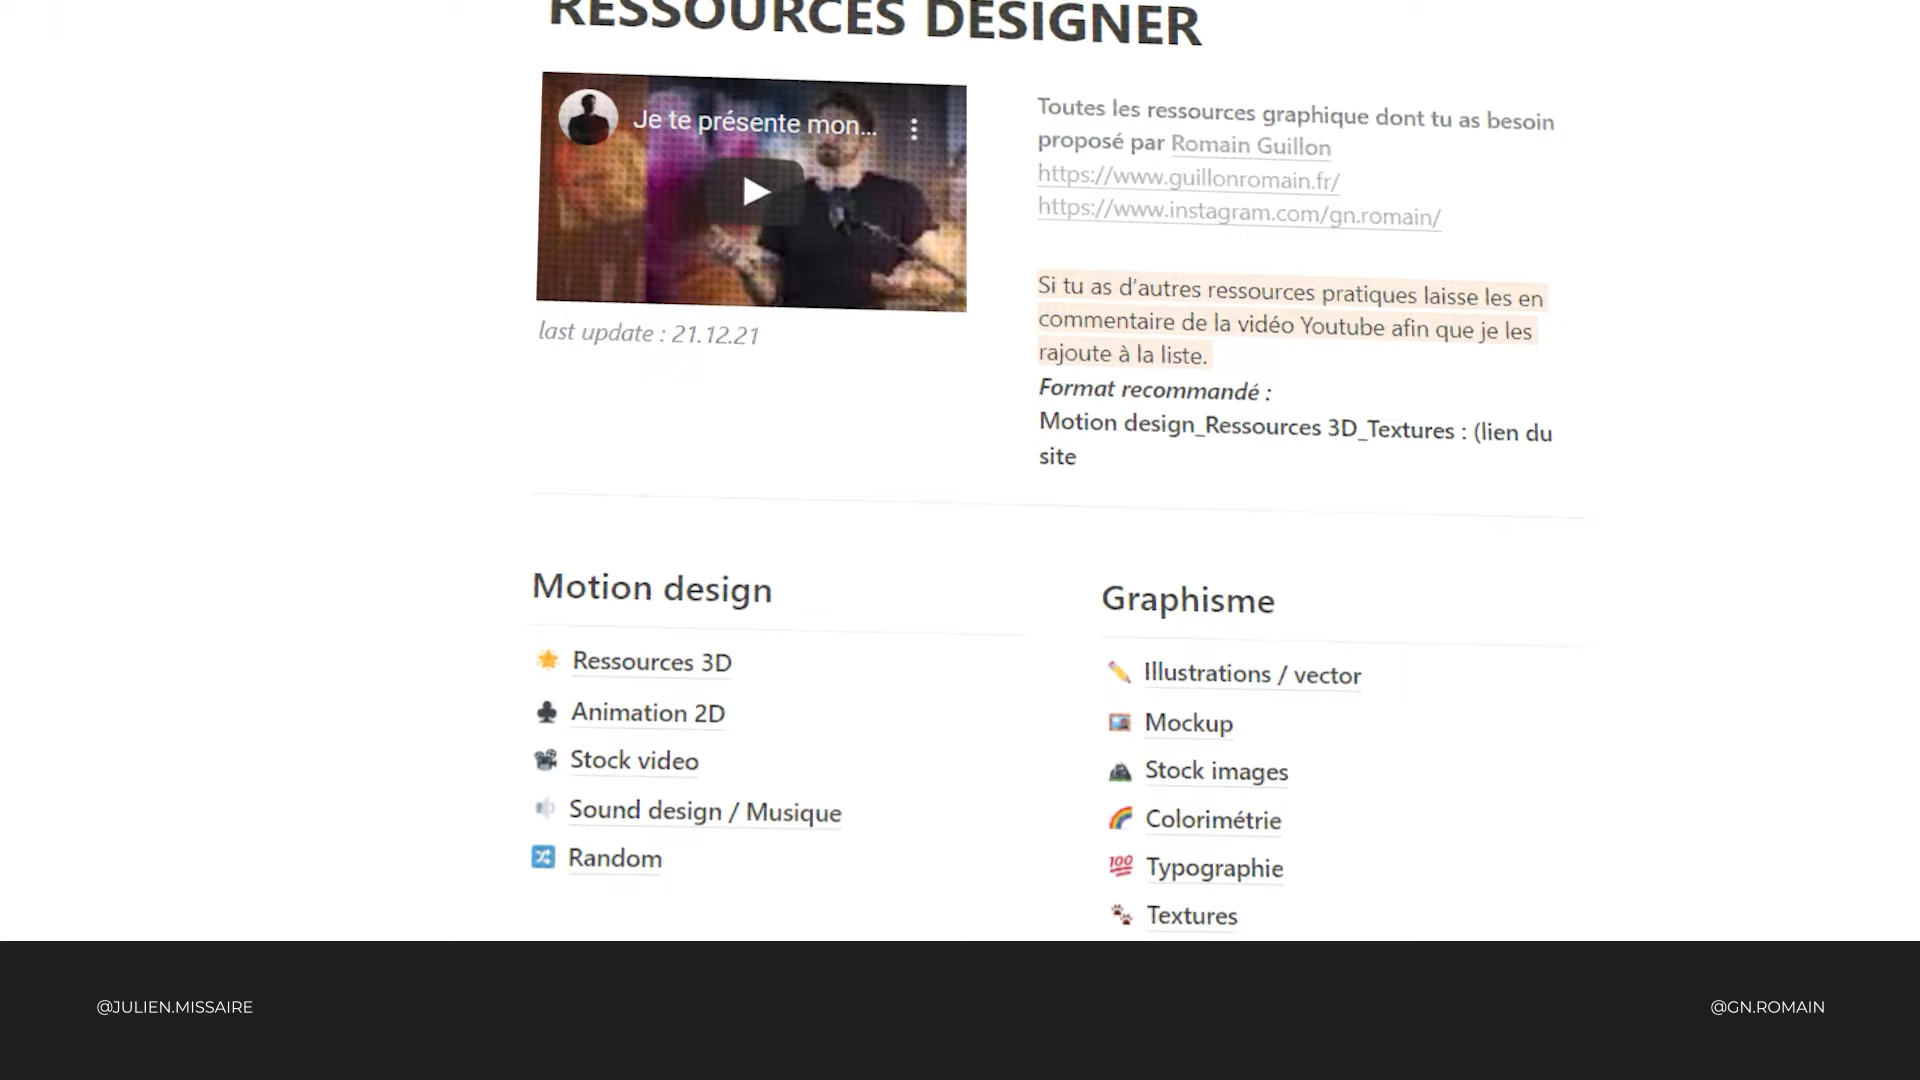 RESSOURCES DESIGNER
Je te présente mon...
last update : 21.12.21
Toutes les ressources graphique dont tu as besoin
proposé par Romain Guillon
https://www.guillonromain.fr/
https://www.instagram.com/gn.romain/
Si tu as d'autres ressources pratiques laisse les en
commentaire de la vidéo Youtube afin que je les
rajoute à la liste.
Format recommandé :
Motion design_Ressources 3D_Textures : (lien du
site
Motion design
Ressources 3D
Animation 2D
Stock video
Sound design / Musique
Random
Graphisme
Illustrations / vector
Mockup
Stock images
Colorimétrie
100 Typographie
Textures
@JULIEN.MISSAIRE
@GN.ROMAIN